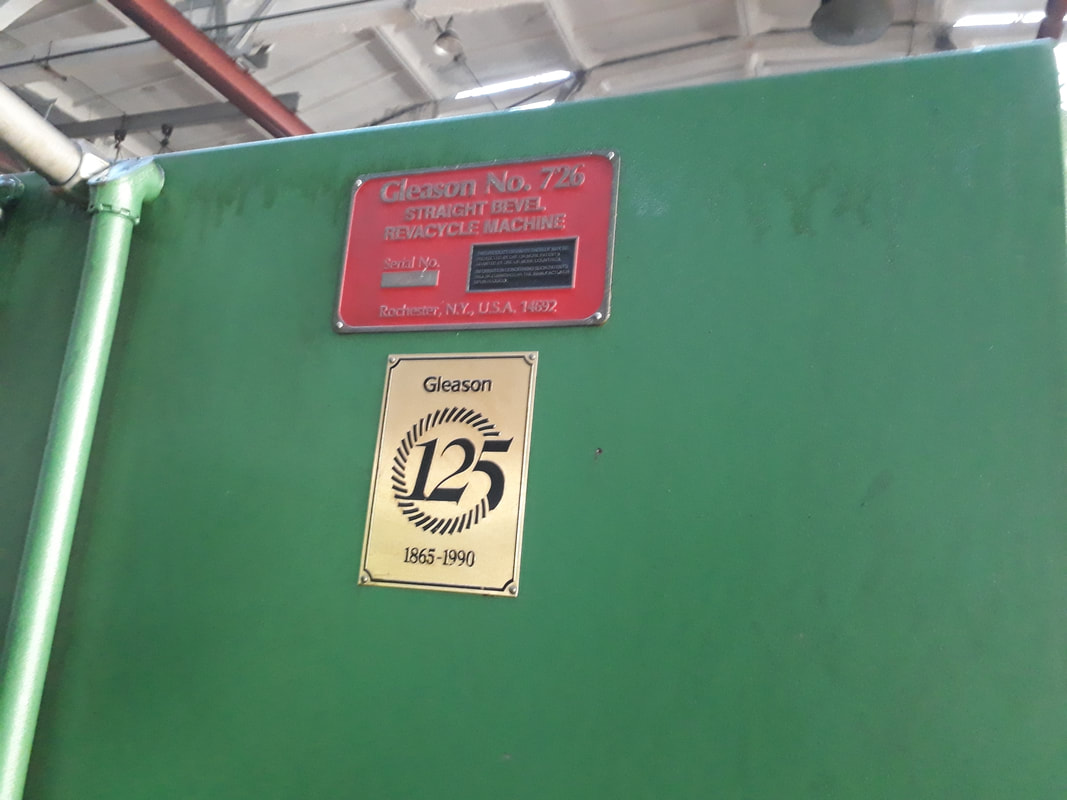 Gleason No. 726
STRAIGHT BEVEL
REVACYCLE MACHINE
Serial No.
Rochester, N.Y., U.S.A. 14692
Gleason
125
1865-1990